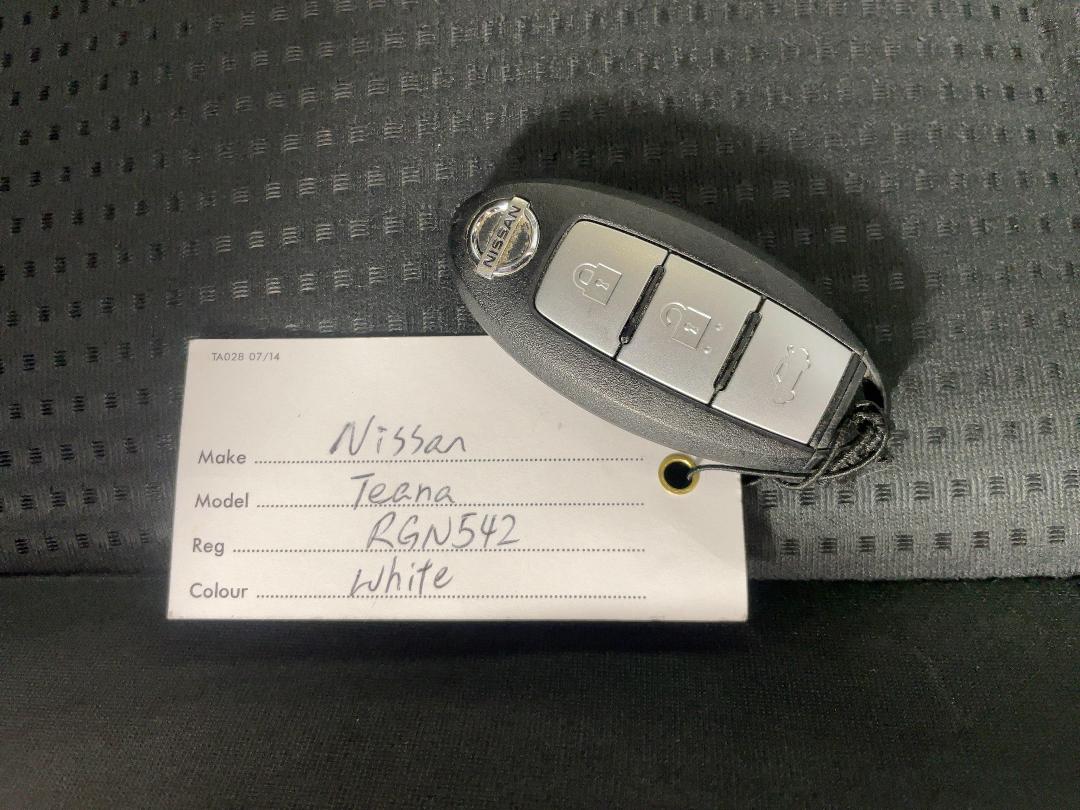 NISSAN
TA028 07/14
Make Nissan
Model Teana
Reg RGN542
Colour White